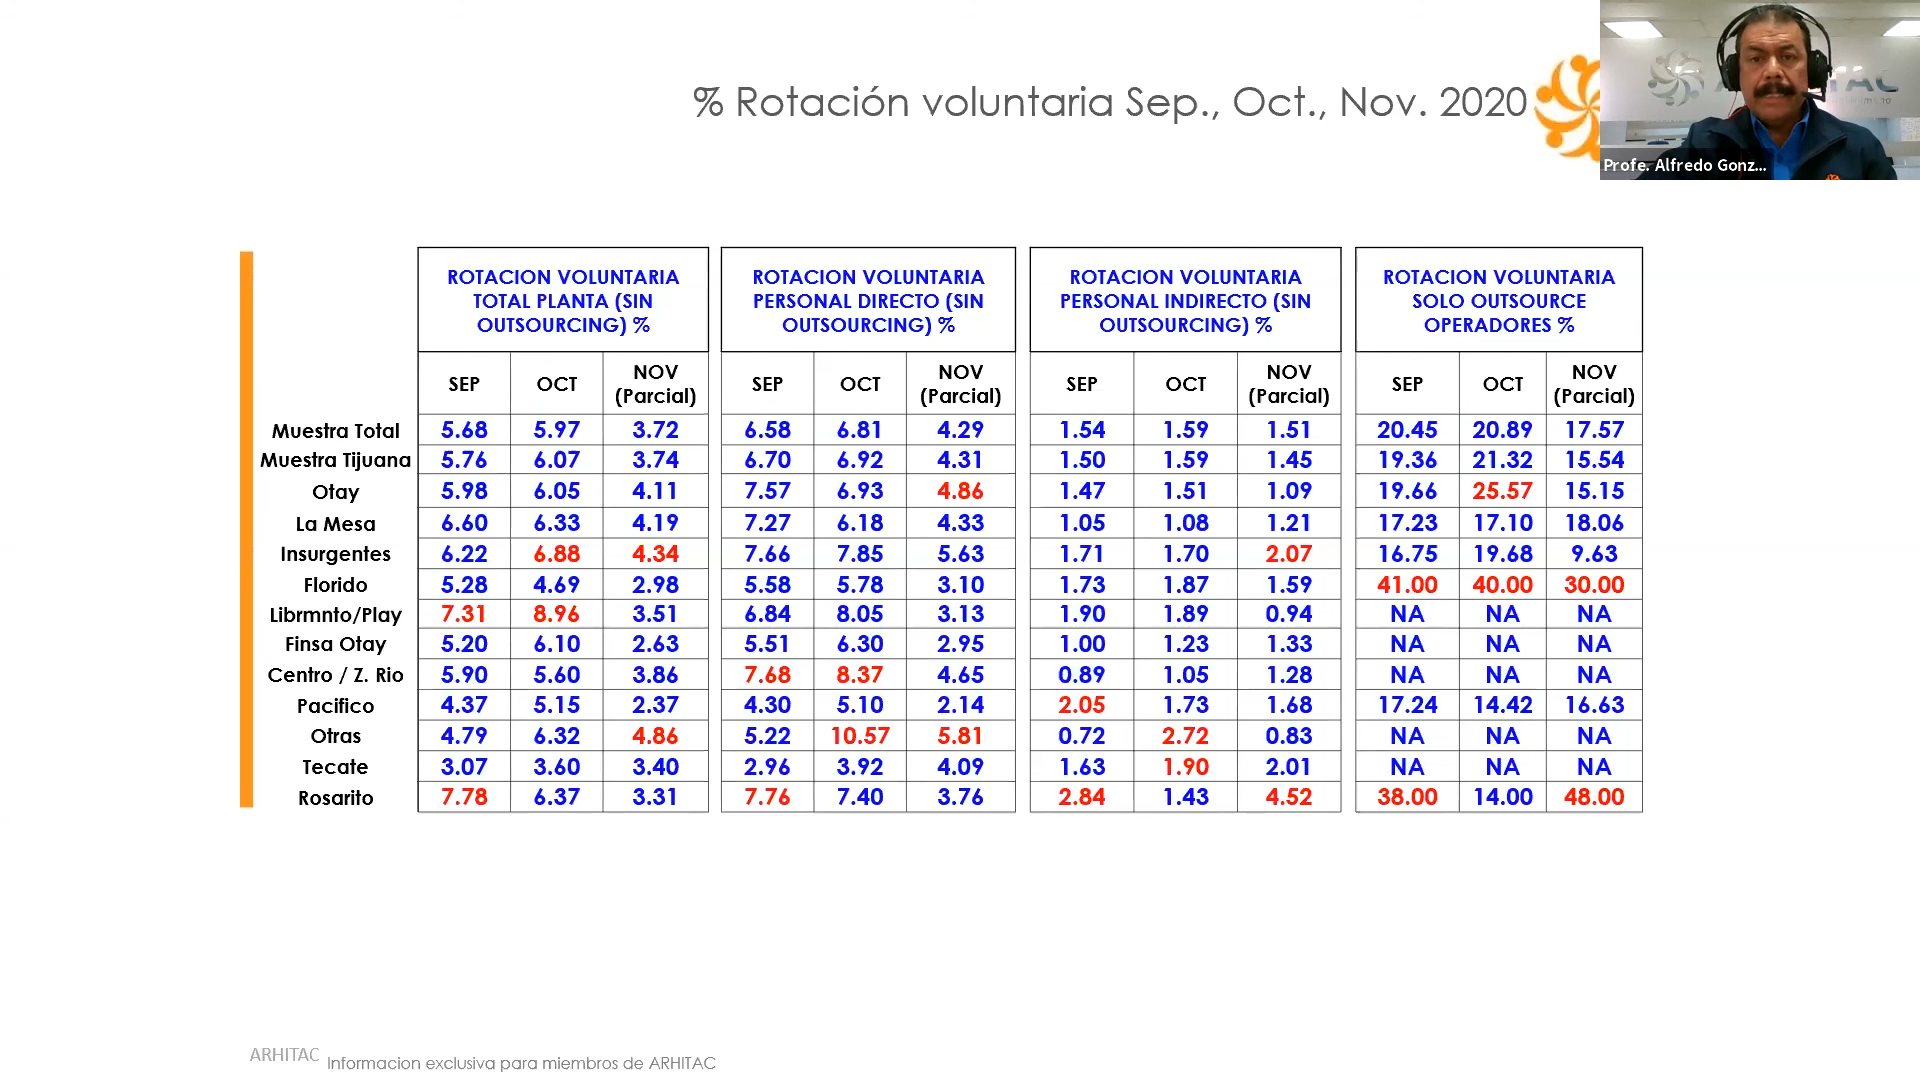 % Rotación voluntaria Sep., Oct., Nov. 2020
Profe. Alfredo Gonz...
ROTACION VOLUNTARIA TOTAL PLANTA (SIN OUTSOURCING) %
ROTACION VOLUNTARIA PERSONAL DIRECTO (SIN OUTSOURCING) %
ROTACION VOLUNTARIA PERSONAL INDIRECTO (SIN OUTSOURCING) %
ROTACION VOLUNTARIA SOLO OUTSOURCE OPERADORES %
SEP OCT NOV (Parcial) SEP OCT NOV (Parcial) SEP OCT NOV (Parcial) SEP OCT NOV (Parcial)
Muestra Total 5.68 5.97 3.72 6.58 6.81 4.29 1.54 1.59 1.51 20.45 20.89 17.57
Muestra Tijuana 5.76 6.07 3.74 6.70 6.92 4.31 1.50 1.59 1.45 19.36 21.32 15.54
Otay 5.98 6.05 4.11 7.57 6.93 4.86 1.47 1.51 1.09 19.66 25.57 15.15
La Mesa 6.60 6.33 4.19 7.27 6.18 4.33 1.05 1.08 1.21 17.23 17.10 18.06
Insurgentes 6.22 6.88 4.34 7.66 7.85 5.63 1.71 1.70 2.07 16.75 19.68 9.63
Florido 5.28 4.69 2.98 5.58 5.78 3.10 1.73 1.87 1.59 41.00 40.00 30.00
Librmnto/Play 7.31 8.96 3.51 6.84 8.05 3.13 1.90 1.89 0.94 NA NA NA
Finsa Otay 5.20 6.10 2.63 5.51 6.30 2.95 1.00 1.23 1.33 NA NA NA
Centro / Z. Rio 5.90 5.60 3.86 7.68 8.37 4.65 0.89 1.05 1.28 NA NA NA
Pacifico 4.37 5.15 2.37 4.30 5.10 2.14 2.05 1.73 1.68 17.24 14.42 16.63
Otras 4.79 6.32 4.86 5.22 10.57 5.81 0.72 2.72 0.83 NA NA NA
Tecate 3.07 3.60 3.40 2.96 3.92 4.09 1.63 1.90 2.01 NA NA NA
Rosarito 7.78 6.37 3.31 7.76 7.40 3.76 2.84 1.43 4.52 38.00 14.00 48.00
ARHITAC Informacion exclusiva para miembros de ARHITAC